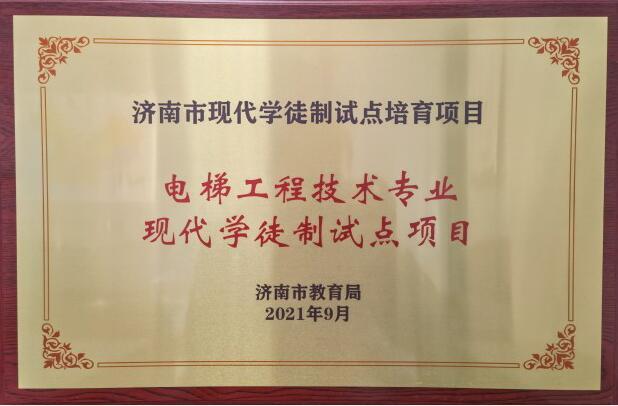 济南市现代学徒制试点培育项目
电梯工程技术专业
现代学徒制试点项目
济南市教育局
2021年9月